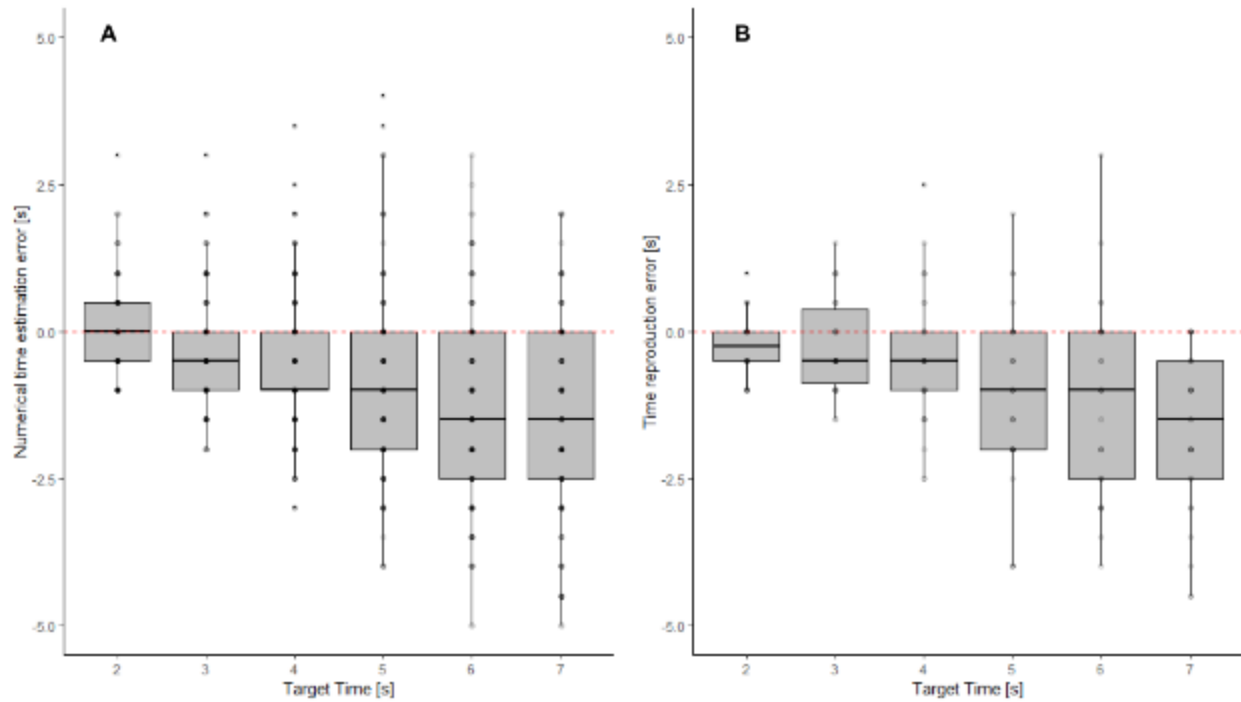 A
5.0
2.5
0.0
-2.5
-5.0
Numerical time estimation error [s]
2 3 4 5 6 7
Target Time [s]
B
5.0
2.5
0.0
-2.5
-5.0
Time reproduction error [s]
2 3 4 5 6 7
Target Time [s]